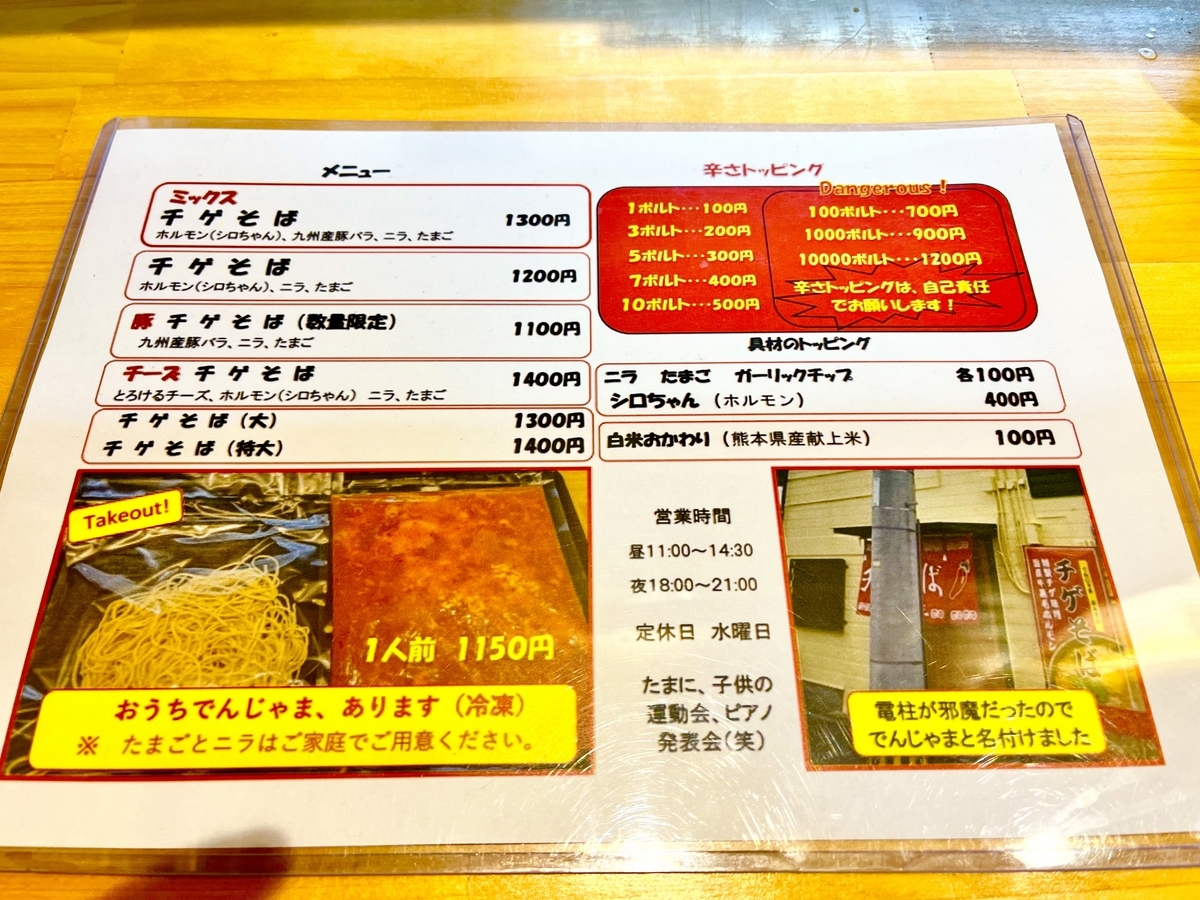 メニュー
ミックス
チゲそば 1300円
ホルモン(シロちゃん)、九州産豚バラ、ニラ、たまご
チゲそば 1200円
ホルモン(シロちゃん)、ニラ、たまご
豚 チゲそば(数量限定) 1100円
九州産豚バラ、ニラ、たまご
チーズ チゲそば 1400円
とろけるチーズ、ホルモン(シロちゃん) ニラ、たまご
チゲそば(大) 1300円
チゲそば(特大) 1400円
Takeout!
1人前 1150円
おうちでんじゃま、あります(冷凍)
※ たまごとニラはご家庭でご用意ください。
辛さトッピング
1ボルト・・・100円
3ボルト・・・200円
5ボルト・・・300円
7ボルト・・・400円
10ボルト・・・500円
Dangerous!
100ボルト・・・700円
1000ボルト・・・900円
10000ボルト・・・1200円
辛さトッピングは、自己責任
でお願いします!
具材のトッピング
ニラ たまご ガーリックチップ 各100円
シロちゃん (ホルモン) 400円
白米おかわり(熊本県産献上米) 100円
営業時間
昼11:00~14:30
夜18:00~21:00
定休日 水曜日
たまに、子供の
運動会、ピアノ
発表会(笑)
チゲそば
電柱が邪魔だったので
でんじゃまと名付けました